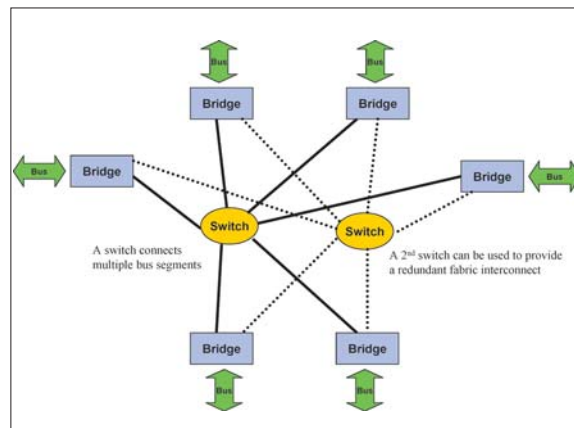 Bus
Bus
Bridge
Bridge
Bus
Bridge
Bridge
Bus
Switch
Switch
A switch connects
multiple bus segments
A 2nd switch can be used to provide
a redundant fabric interconnect
Bridge
Bridge
Bus
Bus